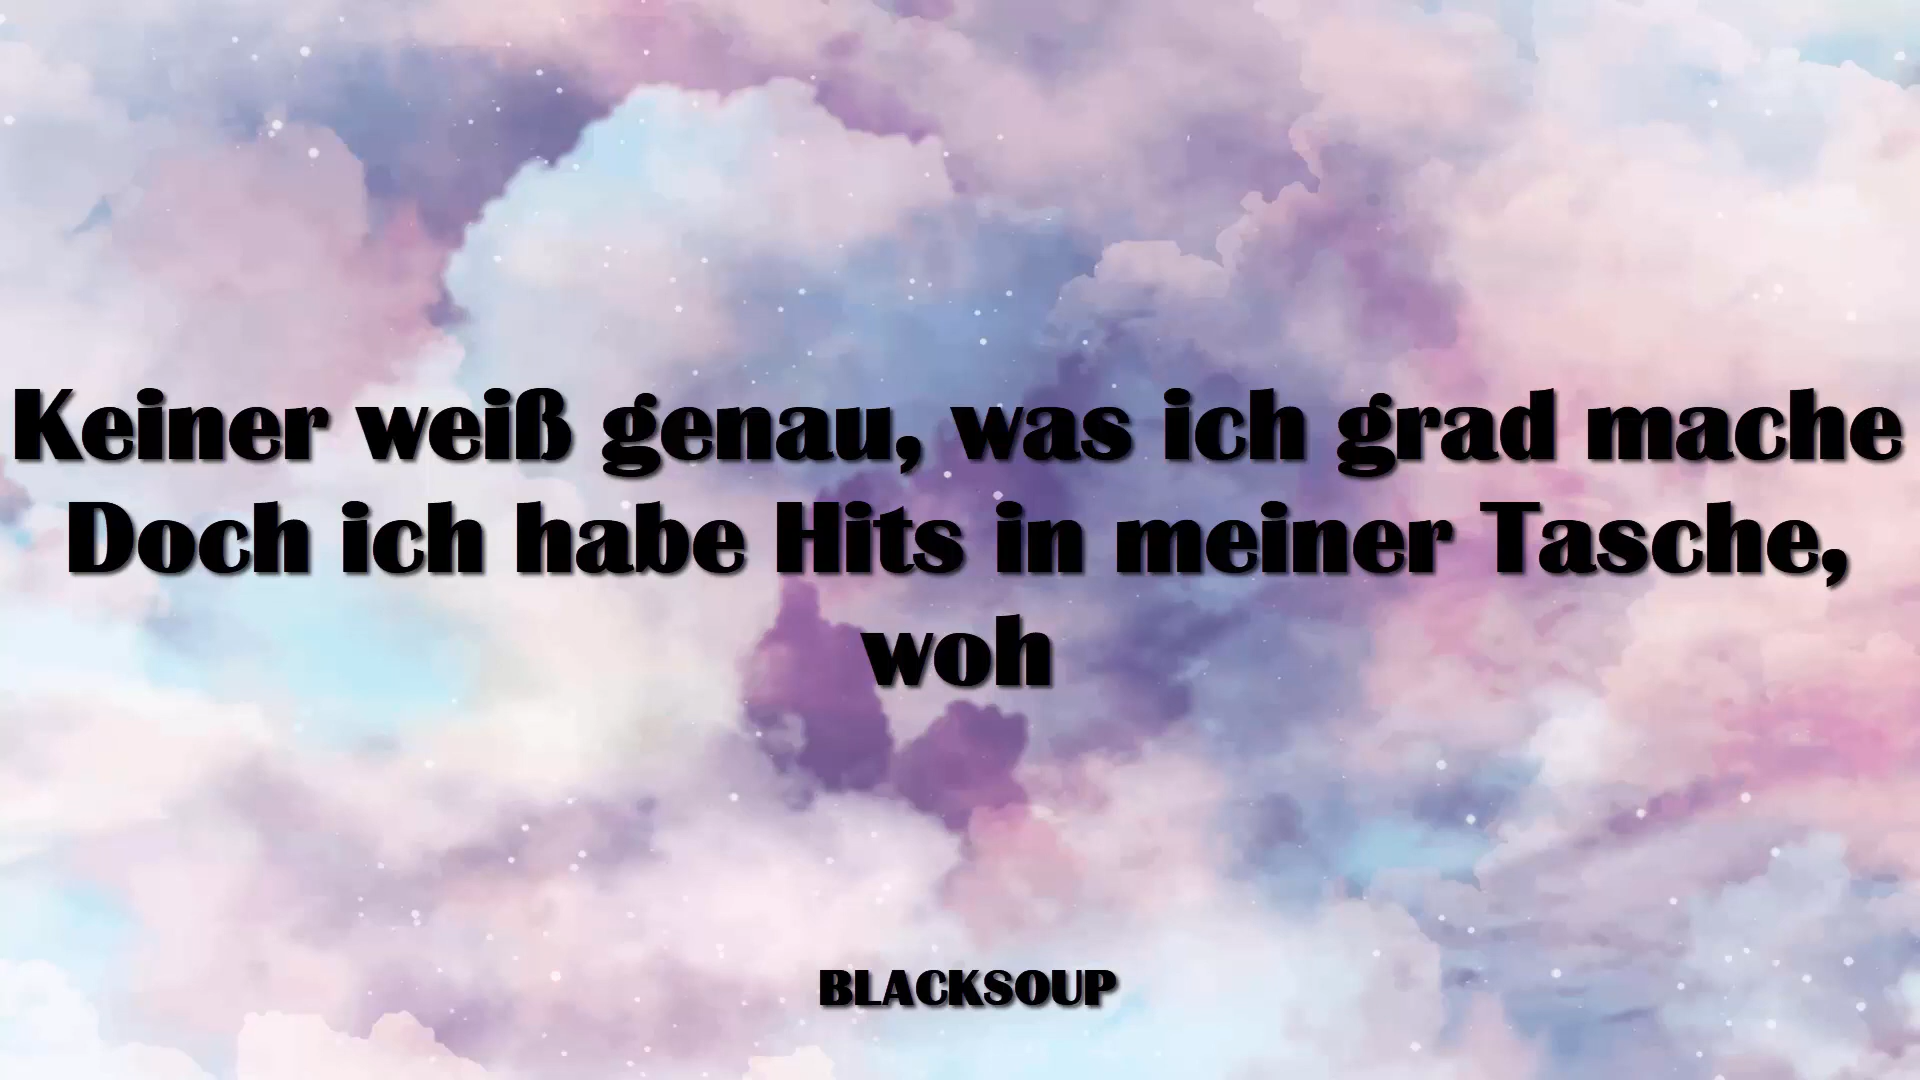 Keiner weiß genau, was ich grad mache
Doch ich habe Hits in meiner Tasche,
woh
BLACKSOUP